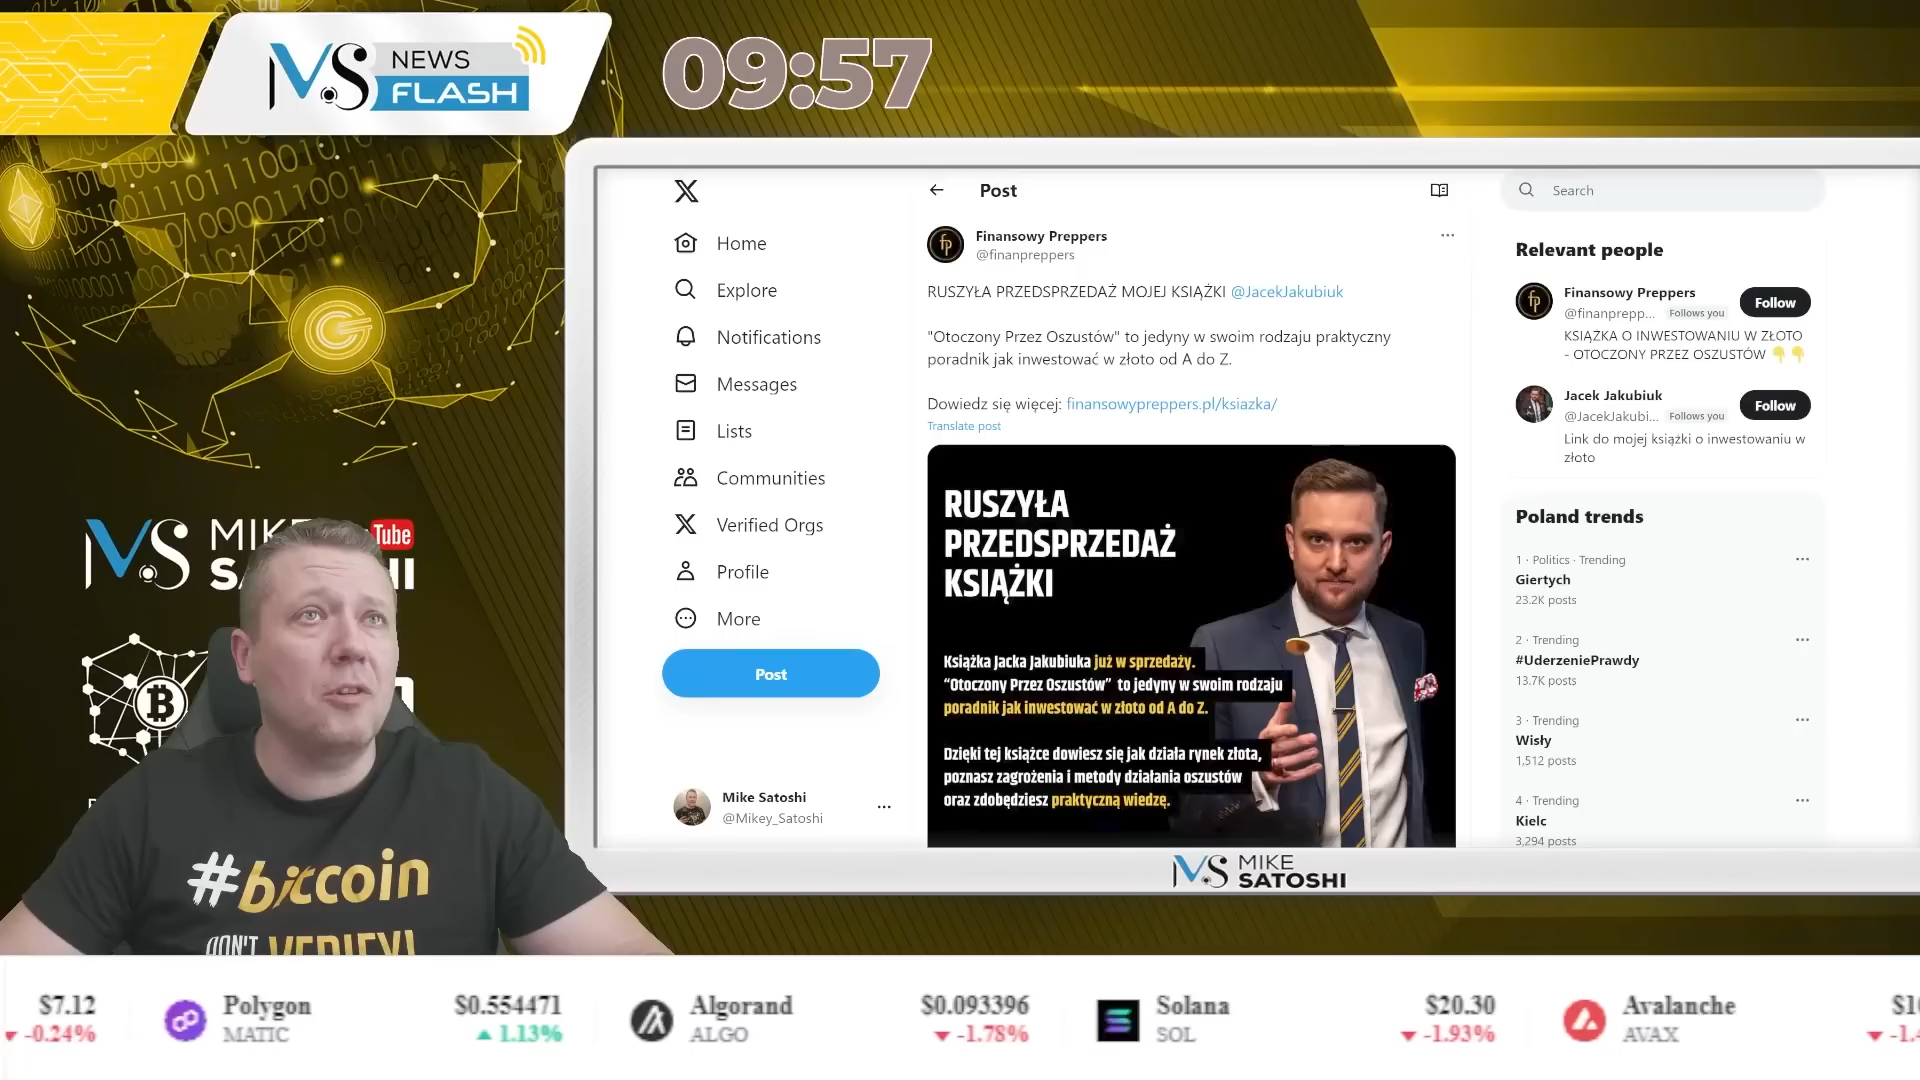 MS NEWS
FLASH
09:57
Home
Explore
Notifications
Messages
Lists
Communities
Verified Orgs
Profile
More
Post
Mike Satoshi
@Mikey_Satoshi
Post
Finansowy Preppers
@finanpreppers
RUSZYŁA PRZEDSPRZEDAŻ MOJEJ KSIĄŻKI @JacekJakubiuk
"Otoczony Przez Oszustów" to jedyny w swoim rodzaju praktyczny
poradnik jak inwestować w złoto od A do Z.
Dowiedz się więcej: finansowypreppers.pl/ksiazka/
Translate post
RUSZYŁA
PRZEDSPRZEDAŻ
KSIĄŻKI
Książka Jacka Jakubiuka już w sprzedaży.
“Otoczony Przez Oszustów” to jedyny w swoim rodzaju
poradnik jak inwestować w złoto od A do Z.
Dzięki tej książce dowiesz się jak działa rynek złota,
poznasz zagrożenia i metody działania oszustów
oraz zdobędziesz praktyczną wiedzę.
Search
Relevant people
Finansowy Preppers
@finanprepp... Follows you
Follow
KSIĄŻKA O INWESTOWANIU W ZŁOTO
- OTOCZONY PRZEZ OSZUSTÓW
Jacek Jakubiuk
@JacekJakubi... Follows you
Follow
Link do mojej książki o inwestowaniu w
złoto
Poland trends
1 · Politics · Trending
Giertych
23.2K posts
2 · Trending
#UderzeniePrawdy
13.7K posts
3 · Trending
Wisły
1,512 posts
4 · Trending
Kielc
3,294 posts
MS MIKE
SATOSHI
MS
Tube
#bitcoin
DON'T VERIFY!
$7.12
-0.24%
Polygon $0.554471
MATIC 1.13%
Algorand $0.093396
ALGO -1.78%
Solana $20.30
SOL -1.93%
Avalanche
AVAX